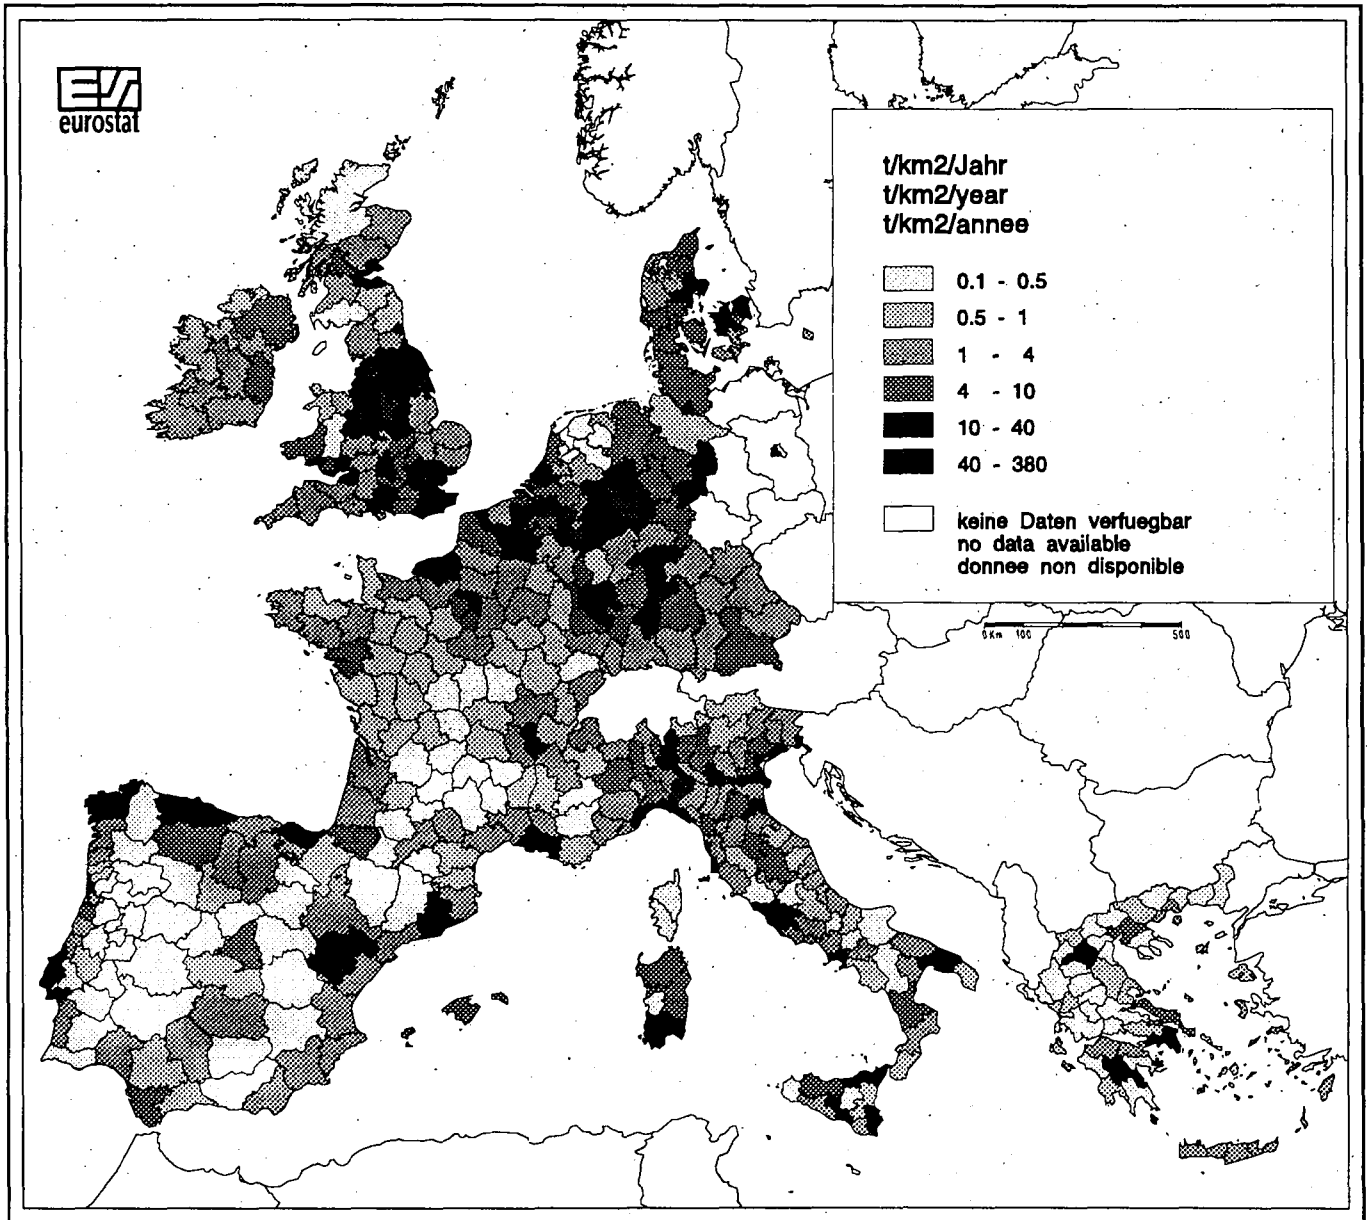 eurostat
t/km2/Jahr
t/km2/year
t/km2/annee
0.1 - 0.5
0.5 - 1
1 - 4
4 - 10
10 - 40
40 - 380
keine Daten verfuegbar
no data available
donnee non disponible
0 Km 100 500